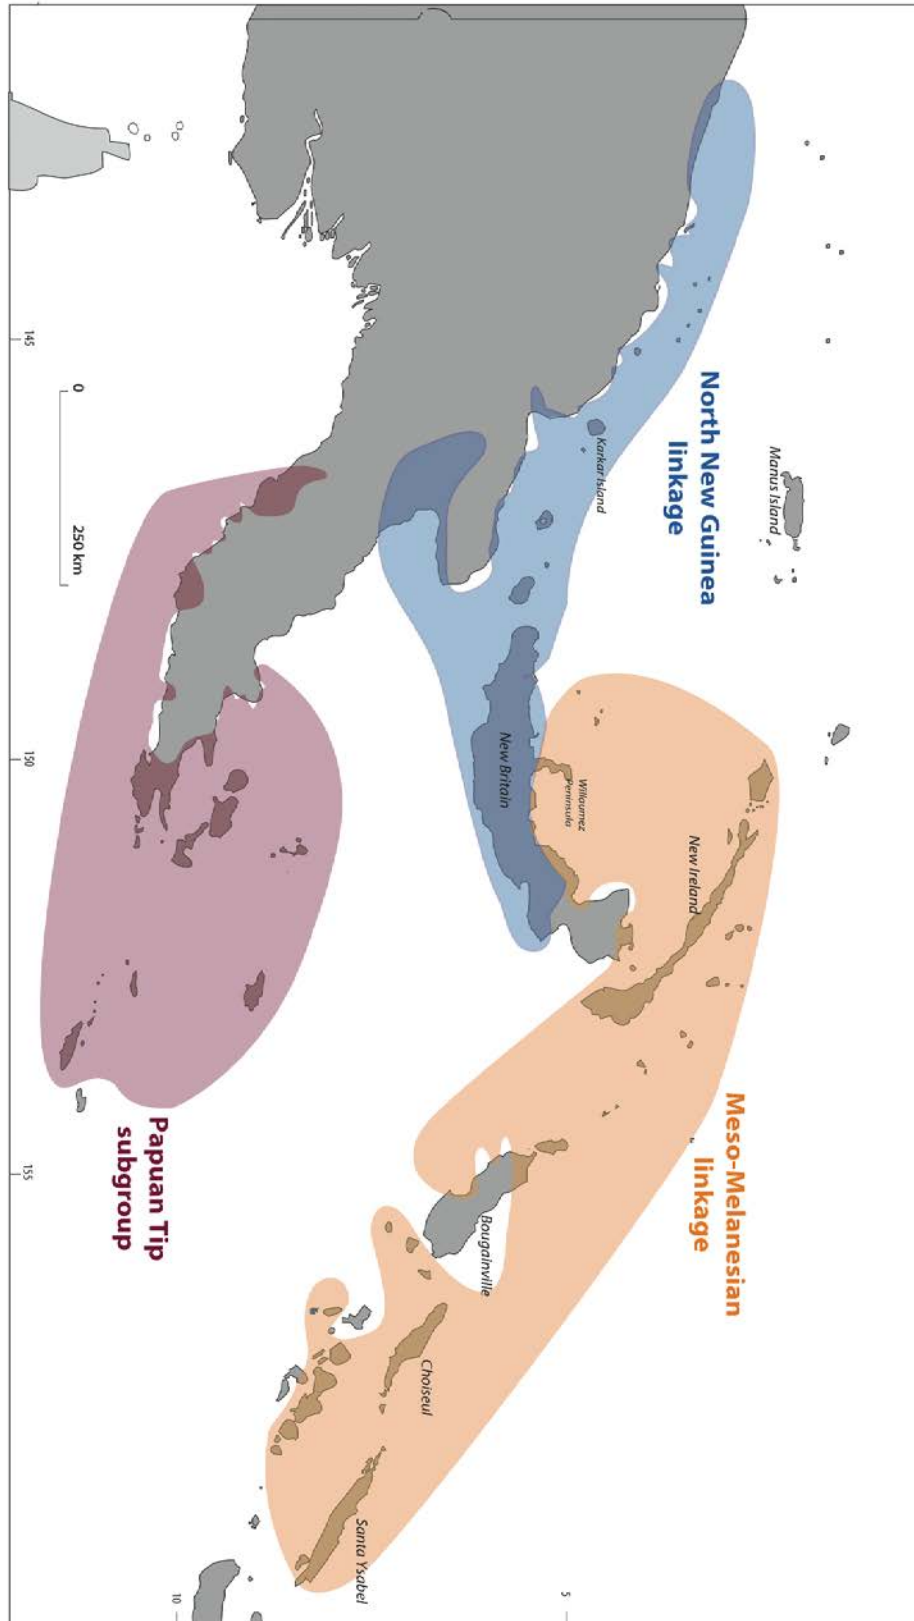 North New Guinea
linkage
Manus Island
Karkar Island
0
250 km
145
150
155
New Britain
Willaumez
Peninsula
New Ireland
Meso-Melanesian
linkage
Papuan Tip
subgroup
Bougainville
Choiseul
Santa Ysabel
10
5